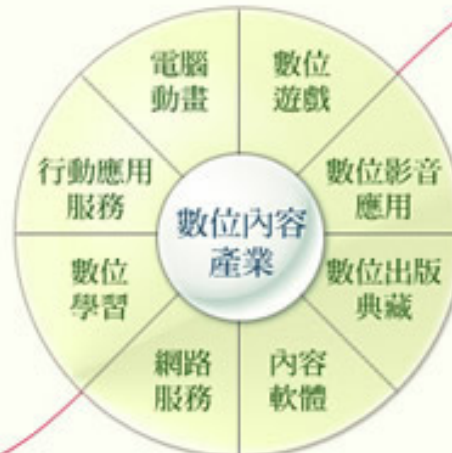 電腦
動畫
數位
遊戲
行動應用
服務
數位影音
應用
數位內容
產業
數位
學習
數位出版
典藏
網路
服務
內容
軟體